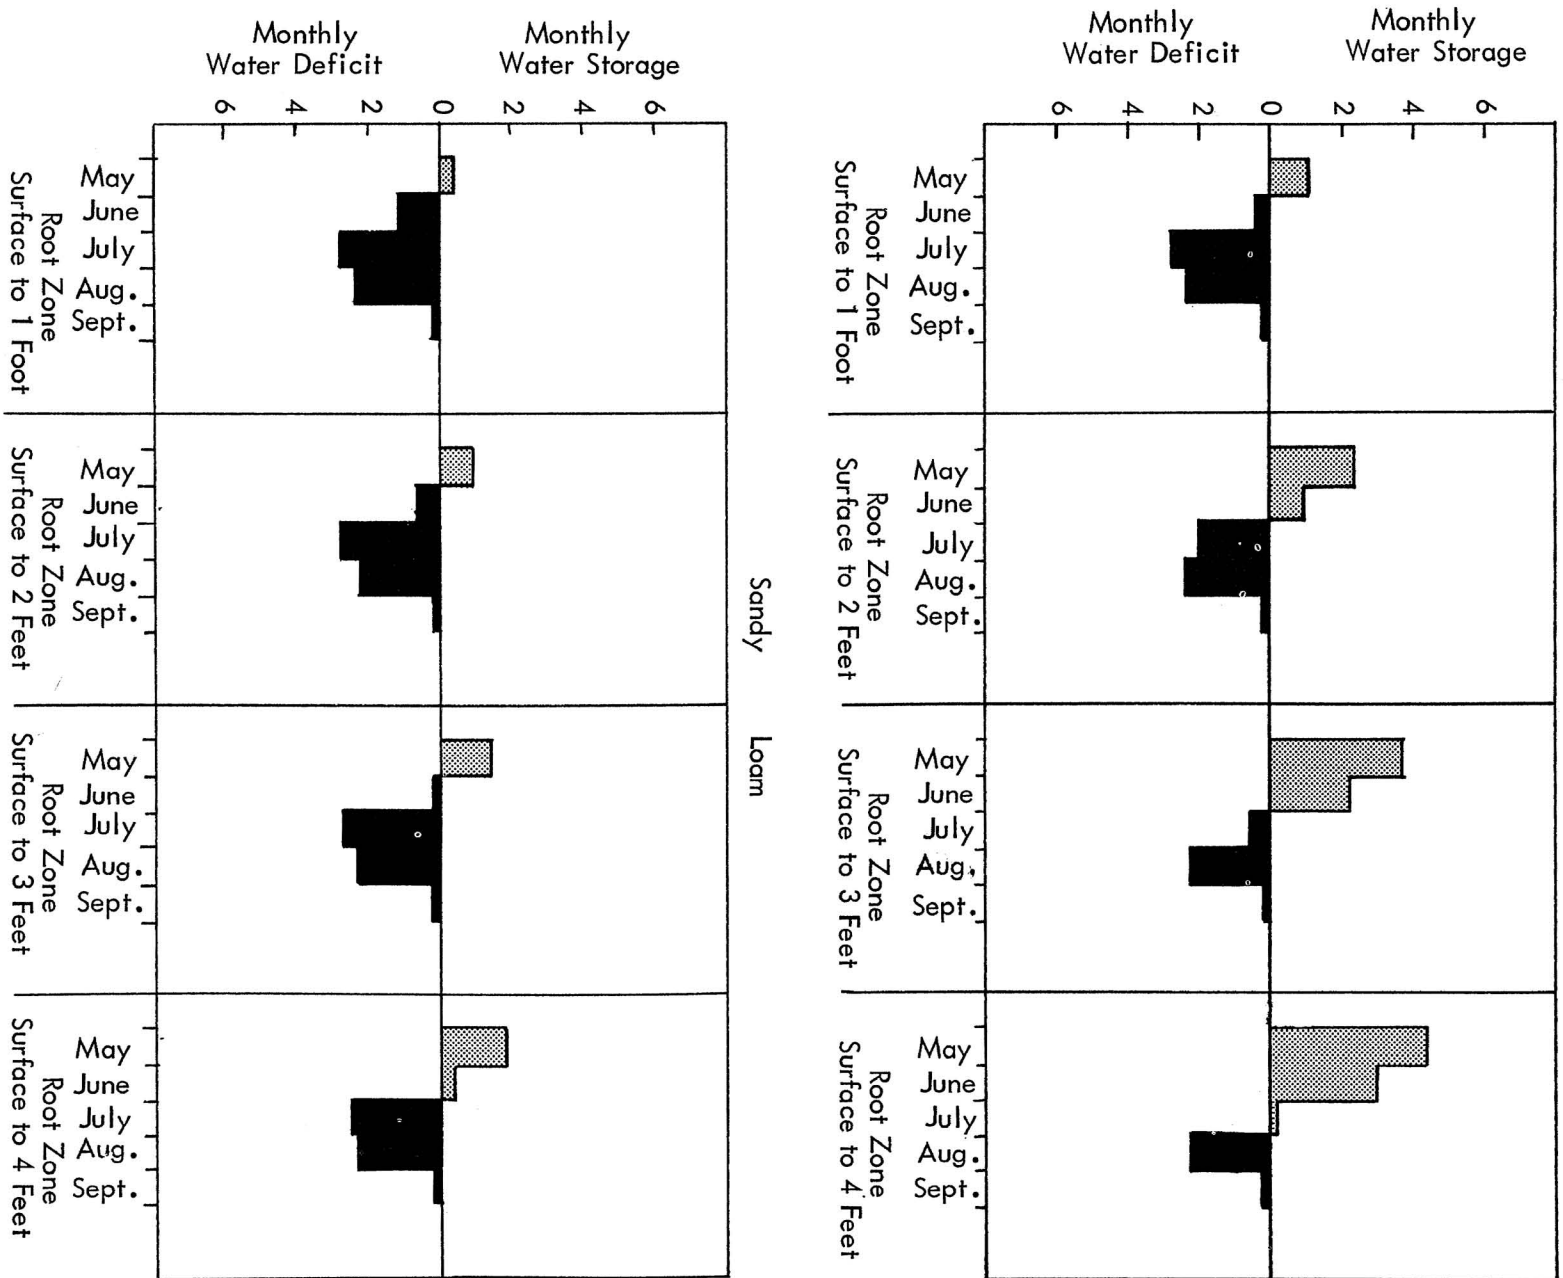 Monthly
Water Deficit
Monthly
Water Storage
6
4
2
0
2
6
May
June
July
Aug.
Sept.
Root Zone
Surface to 1 Foot
May
June
July
Aug.
Sept.
Root Zone
Surface to 2 Feet
May
June
July
Aug.
Sept.
Root Zone
Surface to 3 Feet
May
June
July
Aug.
Sept.
Root Zone
Surface to 4 Feet
Sandy Loam
Monthly
Water Deficit
Monthly
Water Storage
6
4
2
0
2
4
6
May
June
July
Aug.
Sept.
Root Zone
Surface to 1 Foot
May
June
July
Aug.
Sept.
Root Zone
Surface to 2 Feet
May
June
July
Aug.
Sept.
Root Zone
Surface to 3 Feet
May
June
July
Aug.
Sept.
Root Zone
Surface to 4 Feet